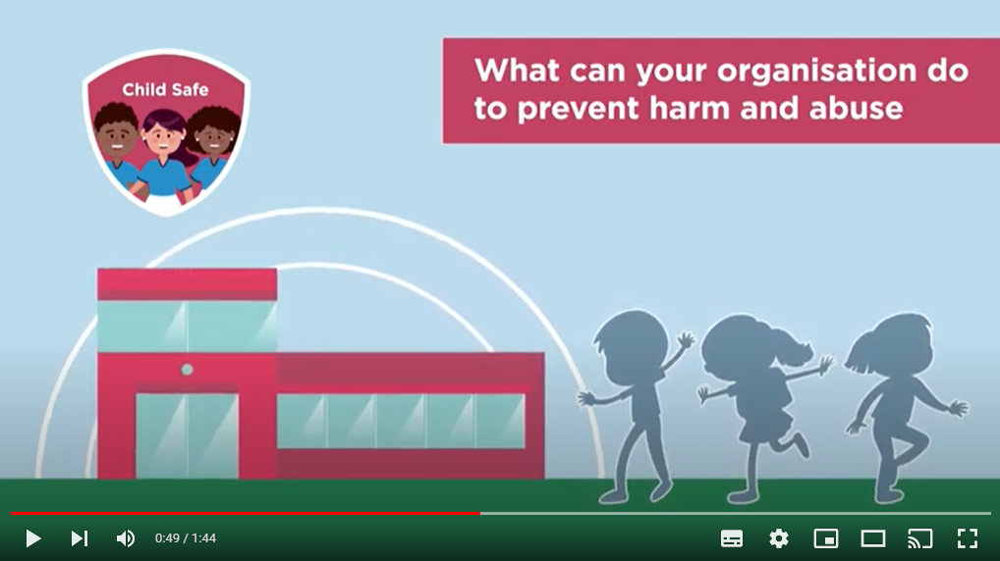 Child Safe
What can your organisation do
to prevent harm and abuse
0:49 / 1:44